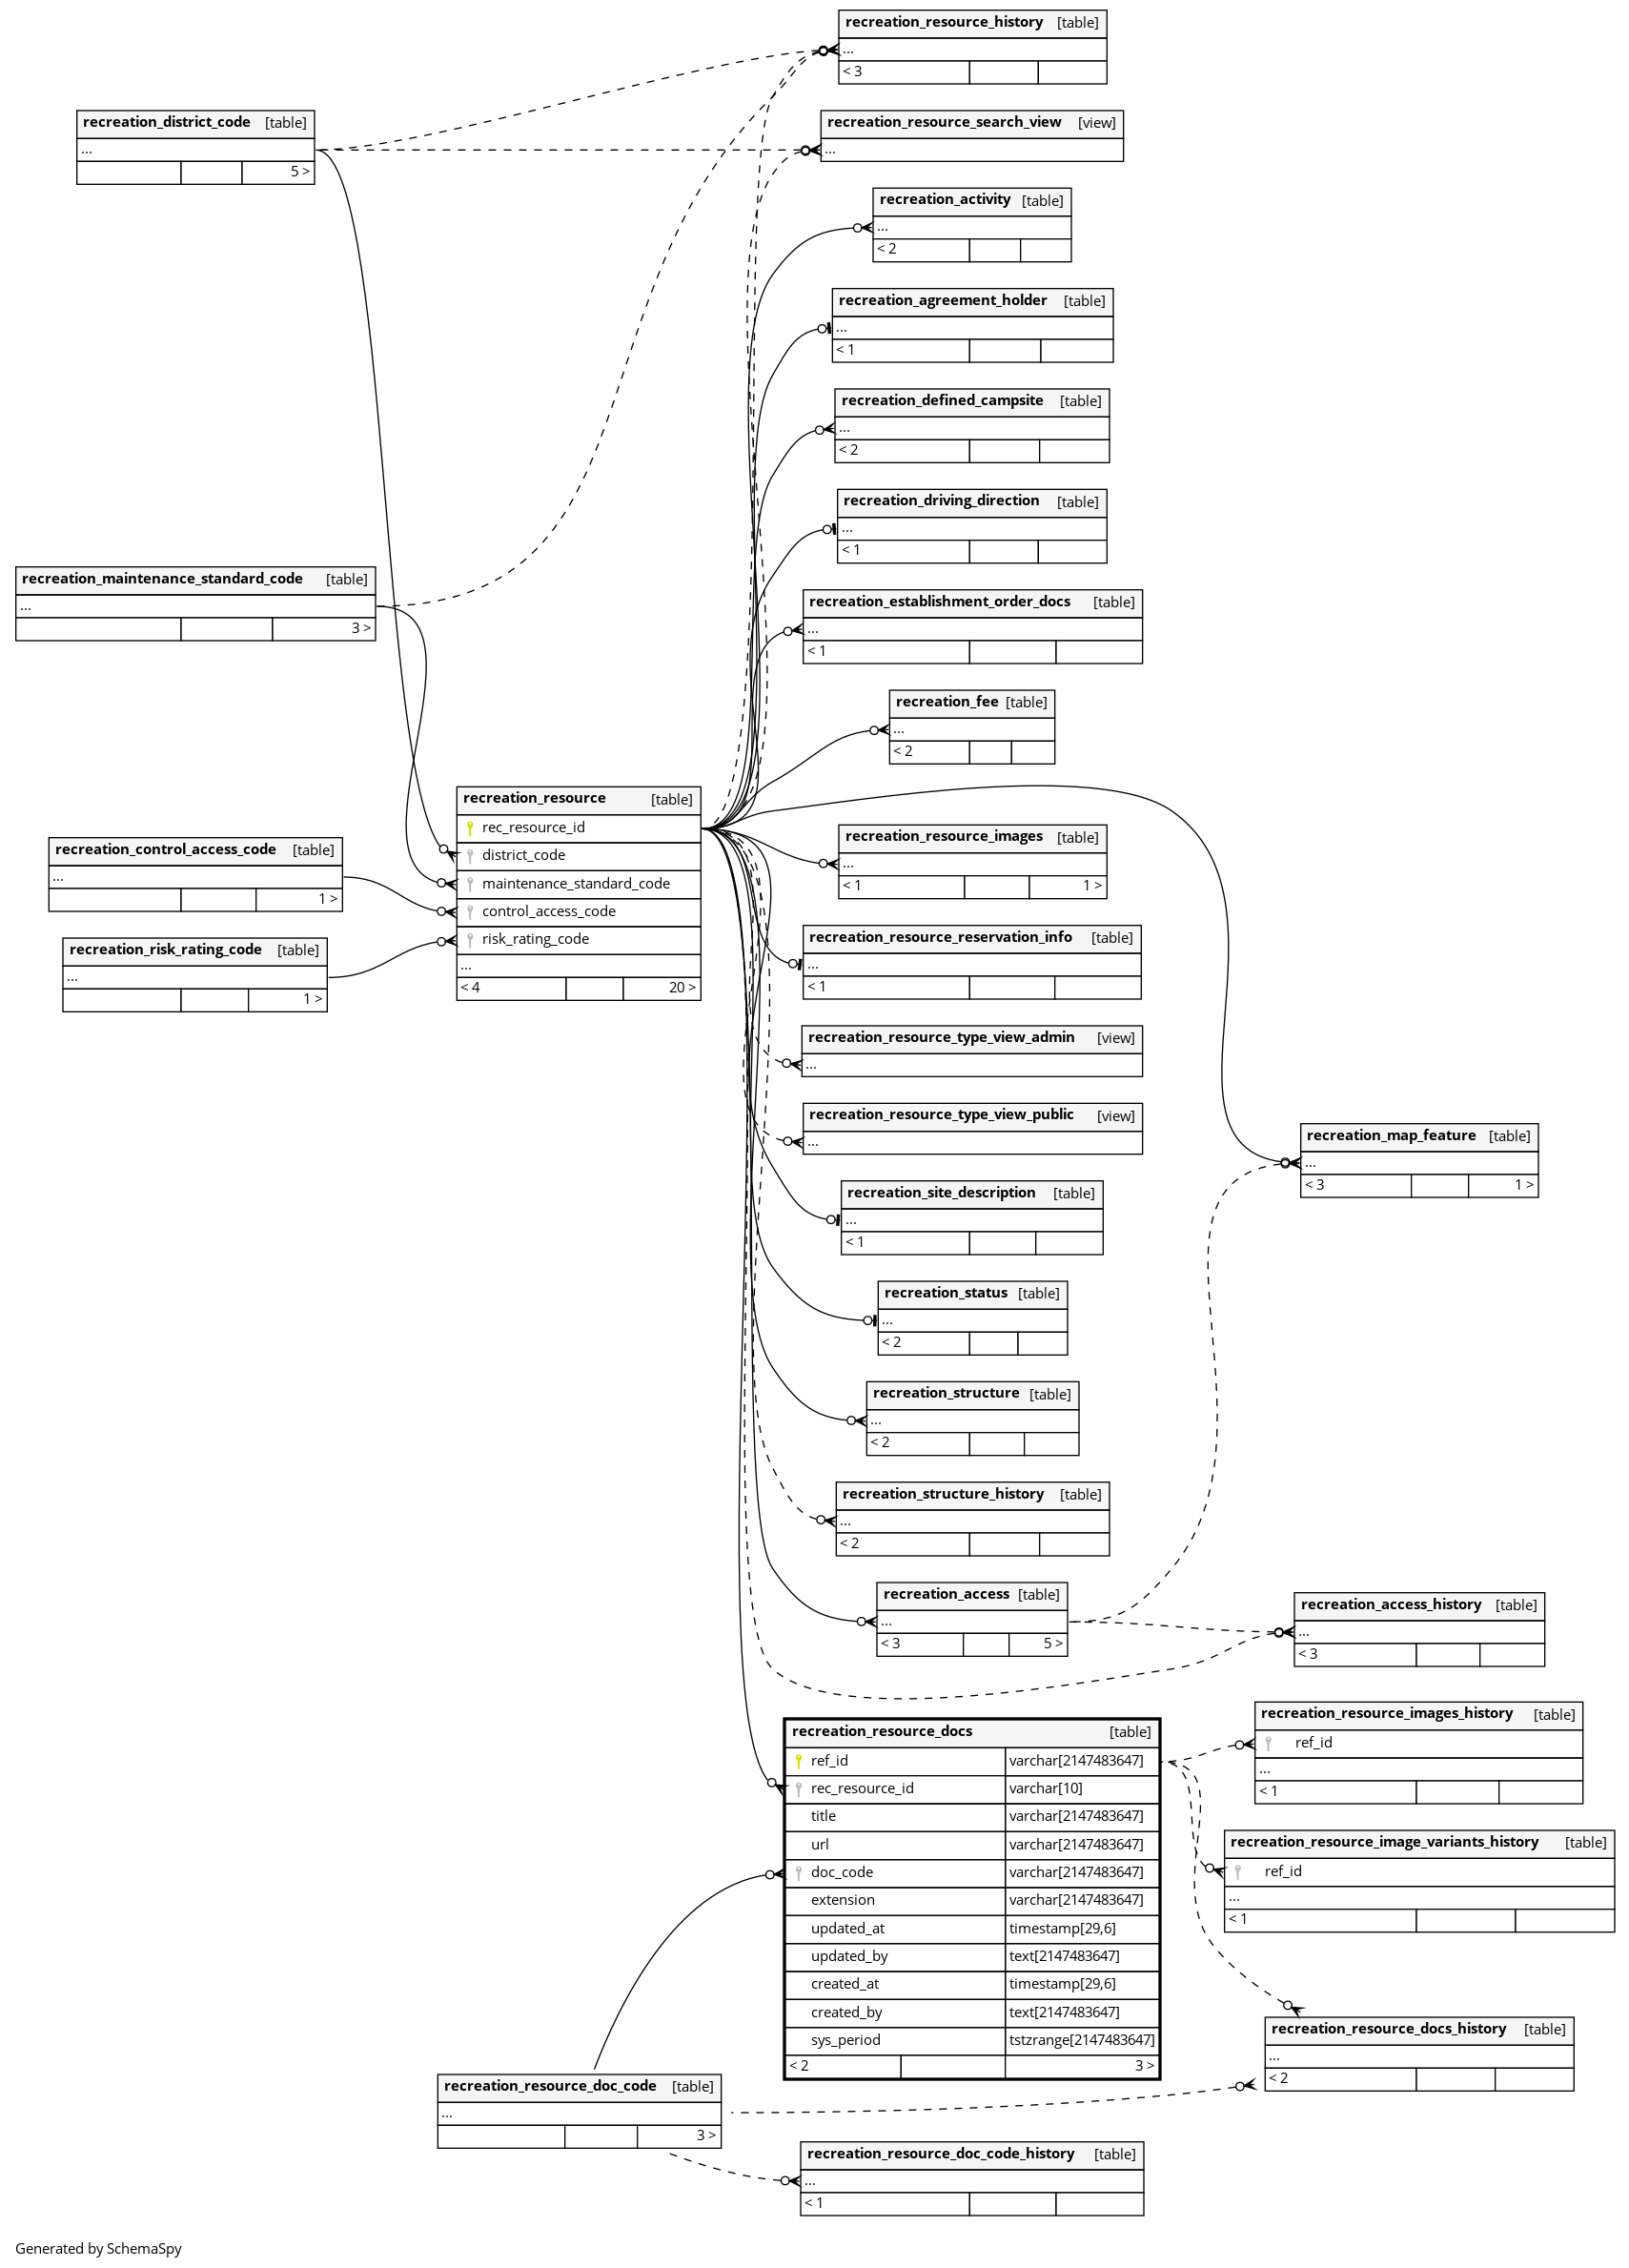 recreation_resource_history [table]
...
< 3
recreation_district_code [table]
...
5 >
recreation_resource_search_view [view]
...
recreation_activity [table]
...
< 2
recreation_agreement_holder [table]
...
< 1
recreation_defined_campsite [table]
...
< 2
recreation_driving_direction [table]
...
< 1
recreation_maintenance_standard_code [table]
...
3 >
recreation_establishment_order_docs [table]
...
< 1
recreation_fee [table]
...
< 2
recreation_resource [table]
rec_resource_id
district_code
maintenance_standard_code
control_access_code
risk_rating_code
...
< 4 20 >
recreation_control_access_code [table]
...
1 >
recreation_risk_rating_code [table]
...
1 >
recreation_resource_images [table]
...
< 1 1 >
recreation_resource_reservation_info [table]
...
< 1
recreation_resource_type_view_admin [view]
...
recreation_resource_type_view_public [view]
...
recreation_map_feature [table]
...
< 3 1 >
recreation_site_description [table]
...
< 1
recreation_status [table]
...
< 2
recreation_structure [table]
...
< 2
recreation_structure_history [table]
...
< 2
recreation_access [table]
...
< 3 5 >
recreation_access_history [table]
...
< 3
recreation_resource_docs [table]
ref_id varchar[2147483647]
rec_resource_id varchar[10]
title varchar[2147483647]
url varchar[2147483647]
doc_code varchar[2147483647]
extension varchar[2147483647]
updated_at timestamp[29,6]
updated_by text[2147483647]
created_at timestamp[29,6]
created_by text[2147483647]
sys_period tstzrange[2147483647]
< 2 3 >
recreation_resource_images_history [table]
ref_id
...
< 1
recreation_resource_image_variants_history [table]
ref_id
...
< 1
recreation_resource_docs_history [table]
...
< 2
recreation_resource_doc_code [table]
...
3 >
recreation_resource_doc_code_history [table]
...
< 1
Generated by SchemaSpy